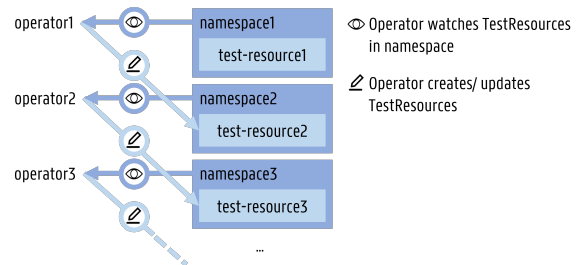 operator1
namespace1
test-resource1
operator2
namespace2
test-resource2
operator3
namespace3
test-resource3
...
Operator watches TestResources
in namespace
Operator creates/ updates
TestResources